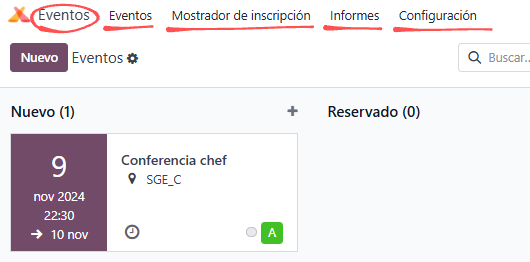 Eventos Eventos Mostrador de inscripción Informes Configuración
Nuevo Eventos Buscar...
Nuevo (1) + Reservado (0)
9
nov 2024
22:30
→ 10 nov
Conferencia chef
SGE_C
A